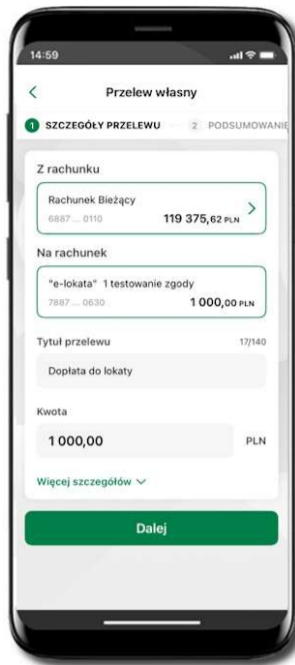 14:59
Przelew własny
1 SZCZEGÓŁY PRZELEWU 2 PODSUMOWANIE
Z rachunku
Rachunek Bieżący
6887 ... 0110 119 375,62 PLN
Na rachunek
"e-lokata" 1 testowanie zgody
7887 ... 0630 1 000,00 PLN
Tytuł przelewu 17/140
Dopłata do lokaty
Kwota
1 000,00 PLN
Więcej szczegółów
Dalej